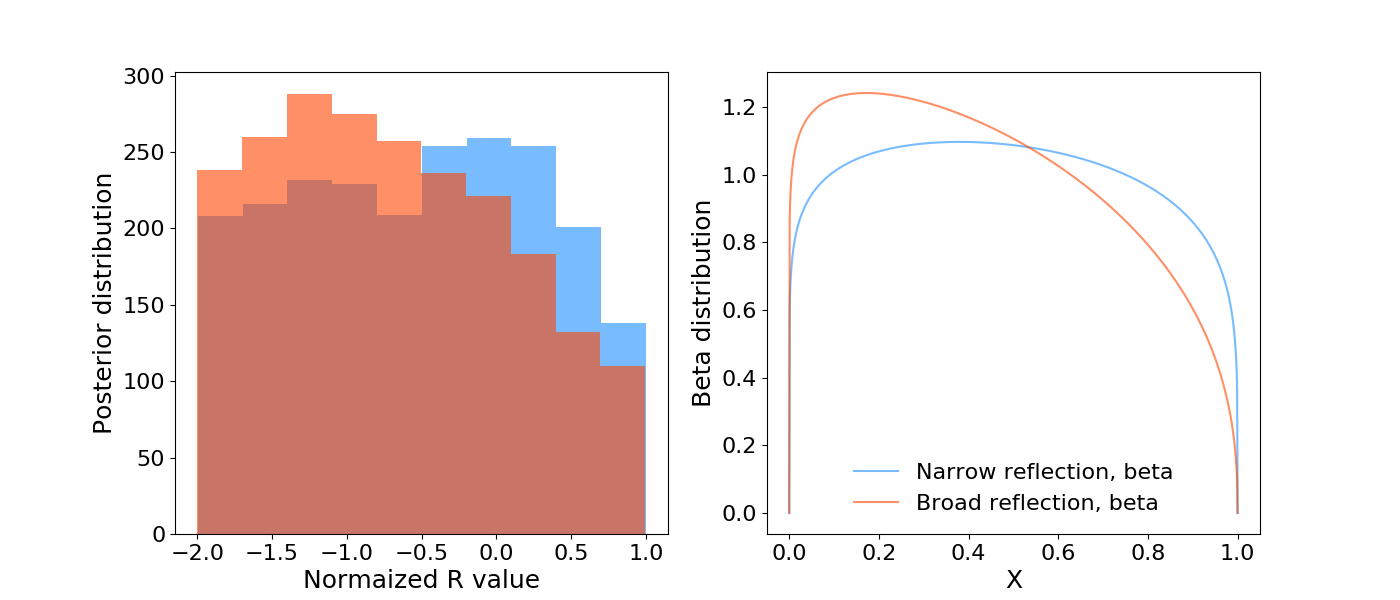 Posterior distribution
300
250
200
150
100
50
0
−2.0 −1.5 −1.0 −0.5 0.0 0.5 1.0
Normaized R value
Beta distribution
1.2
1.0
0.8
0.6
0.4
0.2
0.0
Narrow reflection, beta
Broad reflection, beta
0.0 0.2 0.4 0.6 0.8 1.0
X